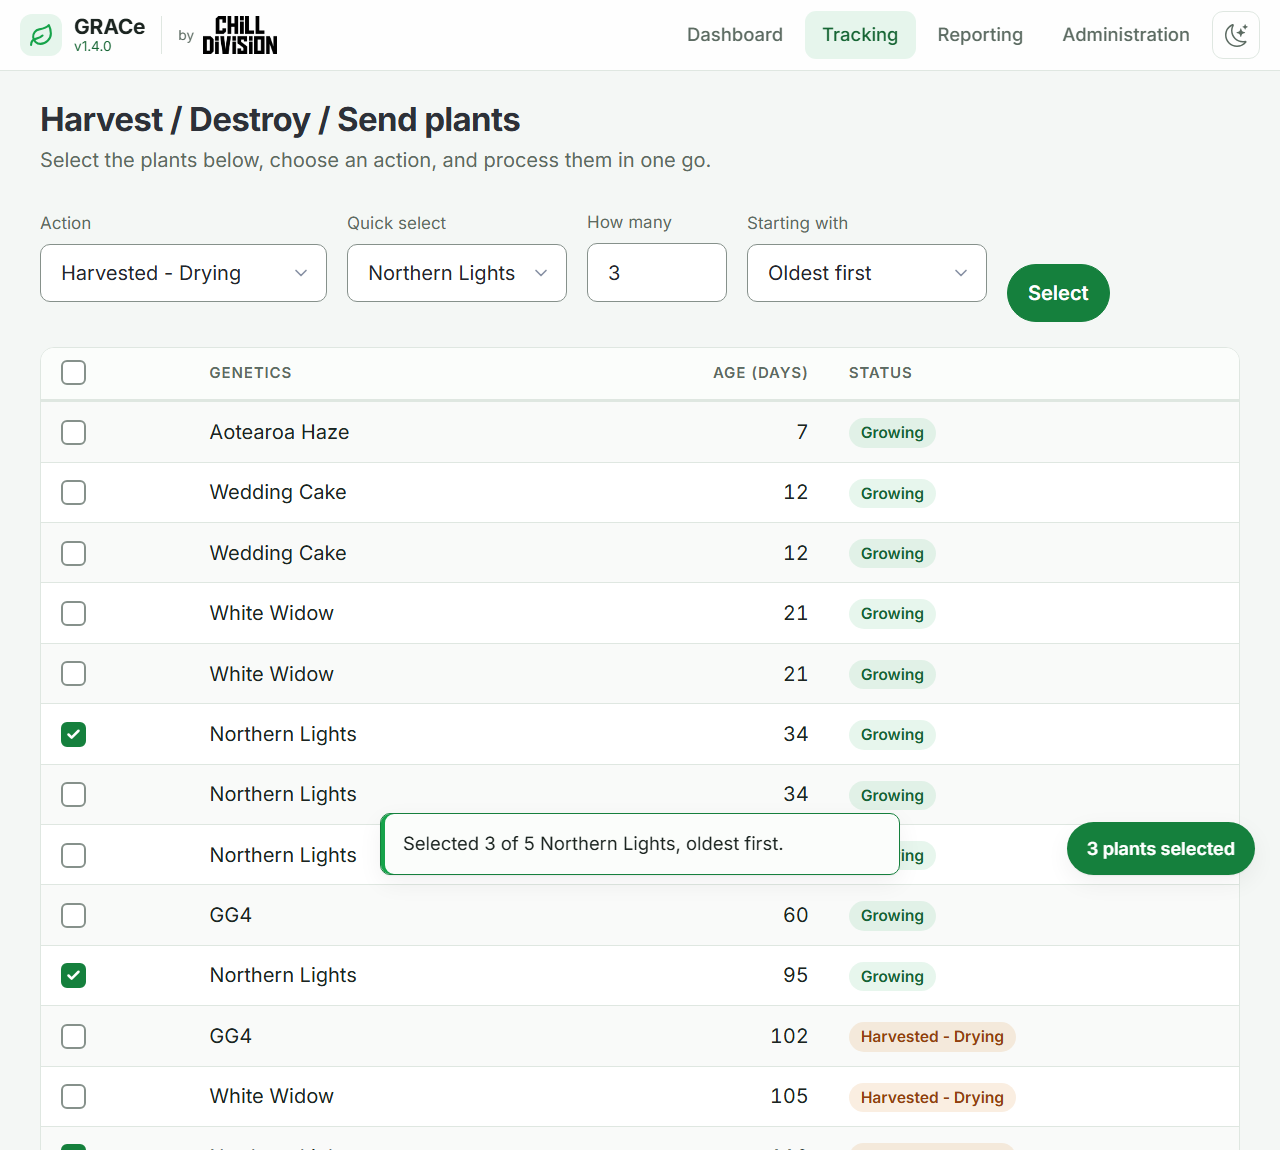 GRACe
v1.4.0
by
CHILL
DIVISION
Dashboard
Tracking
Reporting
Administration
Harvest / Destroy / Send plants
Select the plants below, choose an action, and process them in one go.
Action
Quick select
How many
Starting with
Harvested - Drying
Northern Lights
3
Oldest first
Select
GENETICS
AGE (DAYS)
STATUS
Aotearoa Haze 7 Growing
Wedding Cake 12 Growing
Wedding Cake 12 Growing
White Widow 21 Growing
White Widow 21 Growing
Northern Lights 34 Growing
Northern Lights 34 Growing
Northern Lights
Selected 3 of 5 Northern Lights, oldest first.
3 plants selected
GG4 60 Growing
Northern Lights 95 Growing
GG4 102 Harvested - Drying
White Widow 105 Harvested - Drying